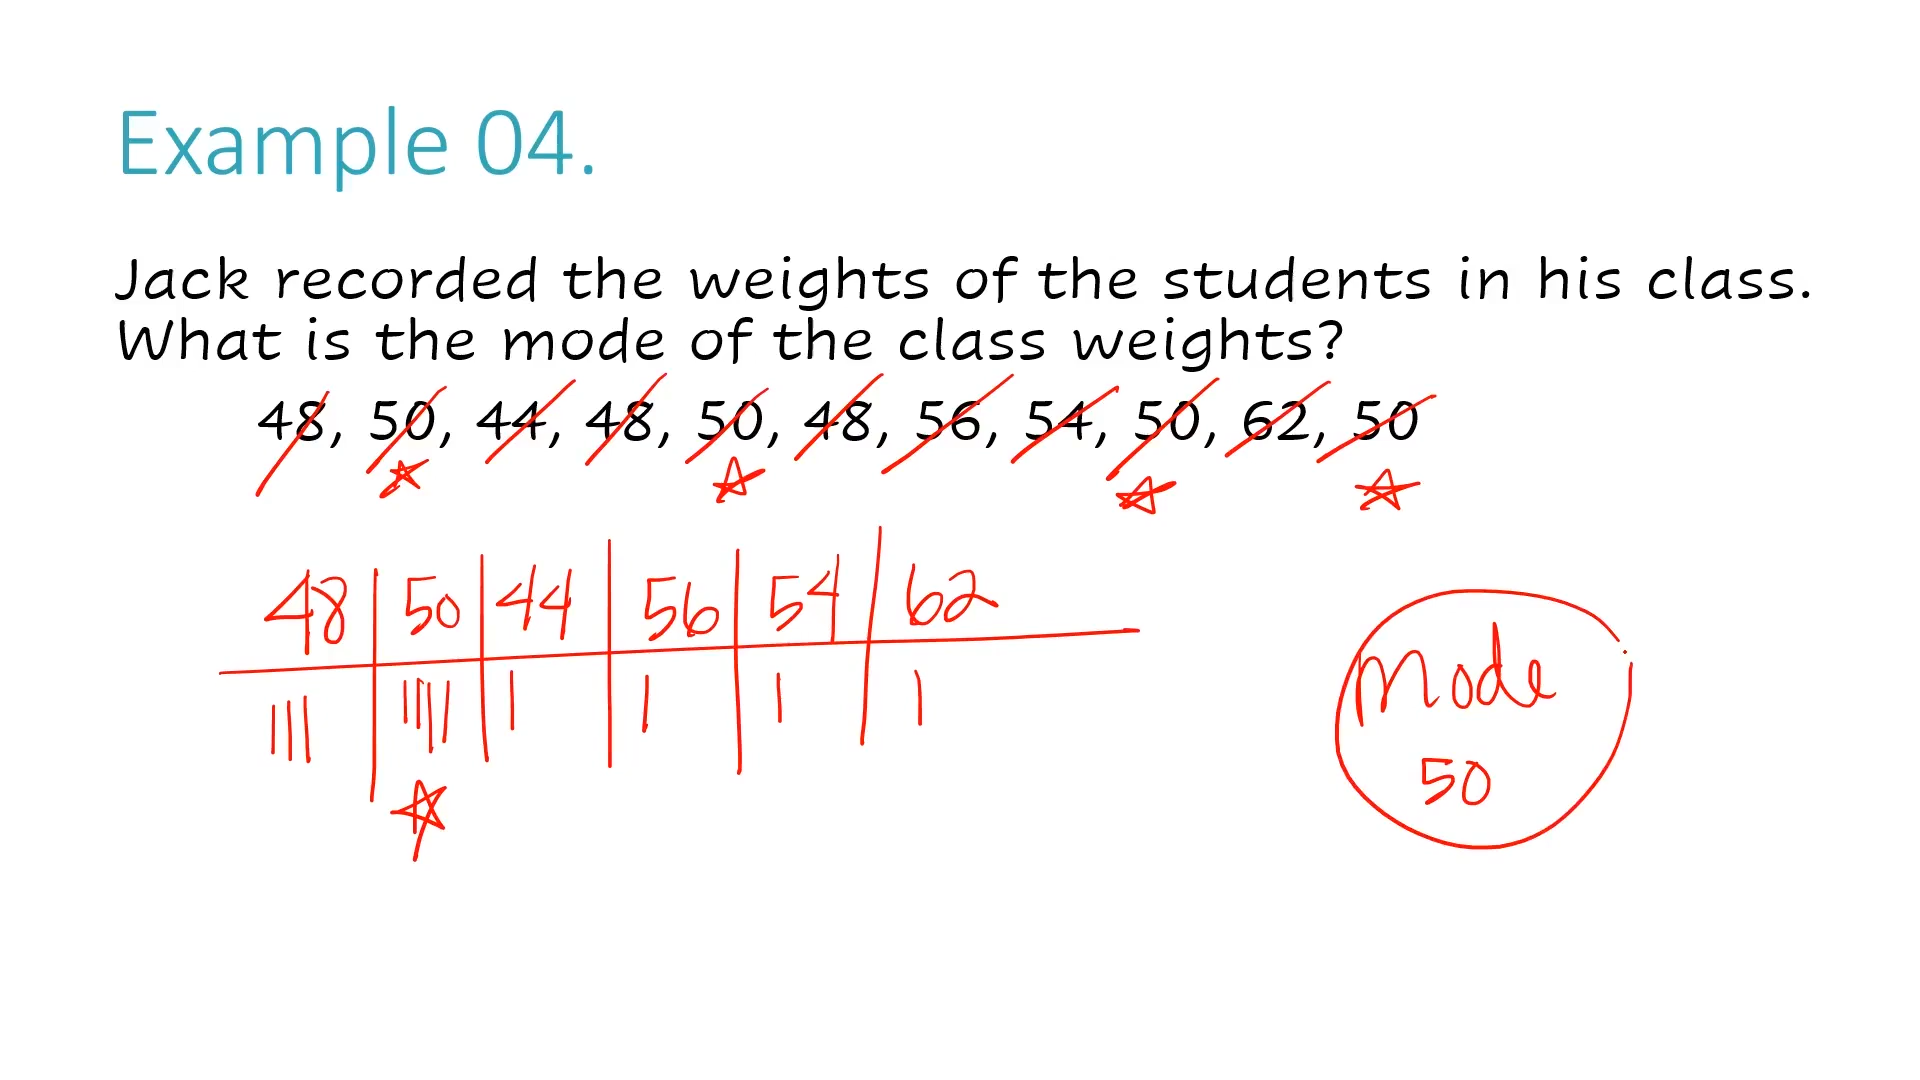 Example 04.
Jack recorded the weights of the students in his class.
What is the mode of the class weights?
48, 50, 44, 48, 50, 48, 56, 54, 50, 62, 50
48 50 44 56 54 62
||| |||| | | | |
Mode
50